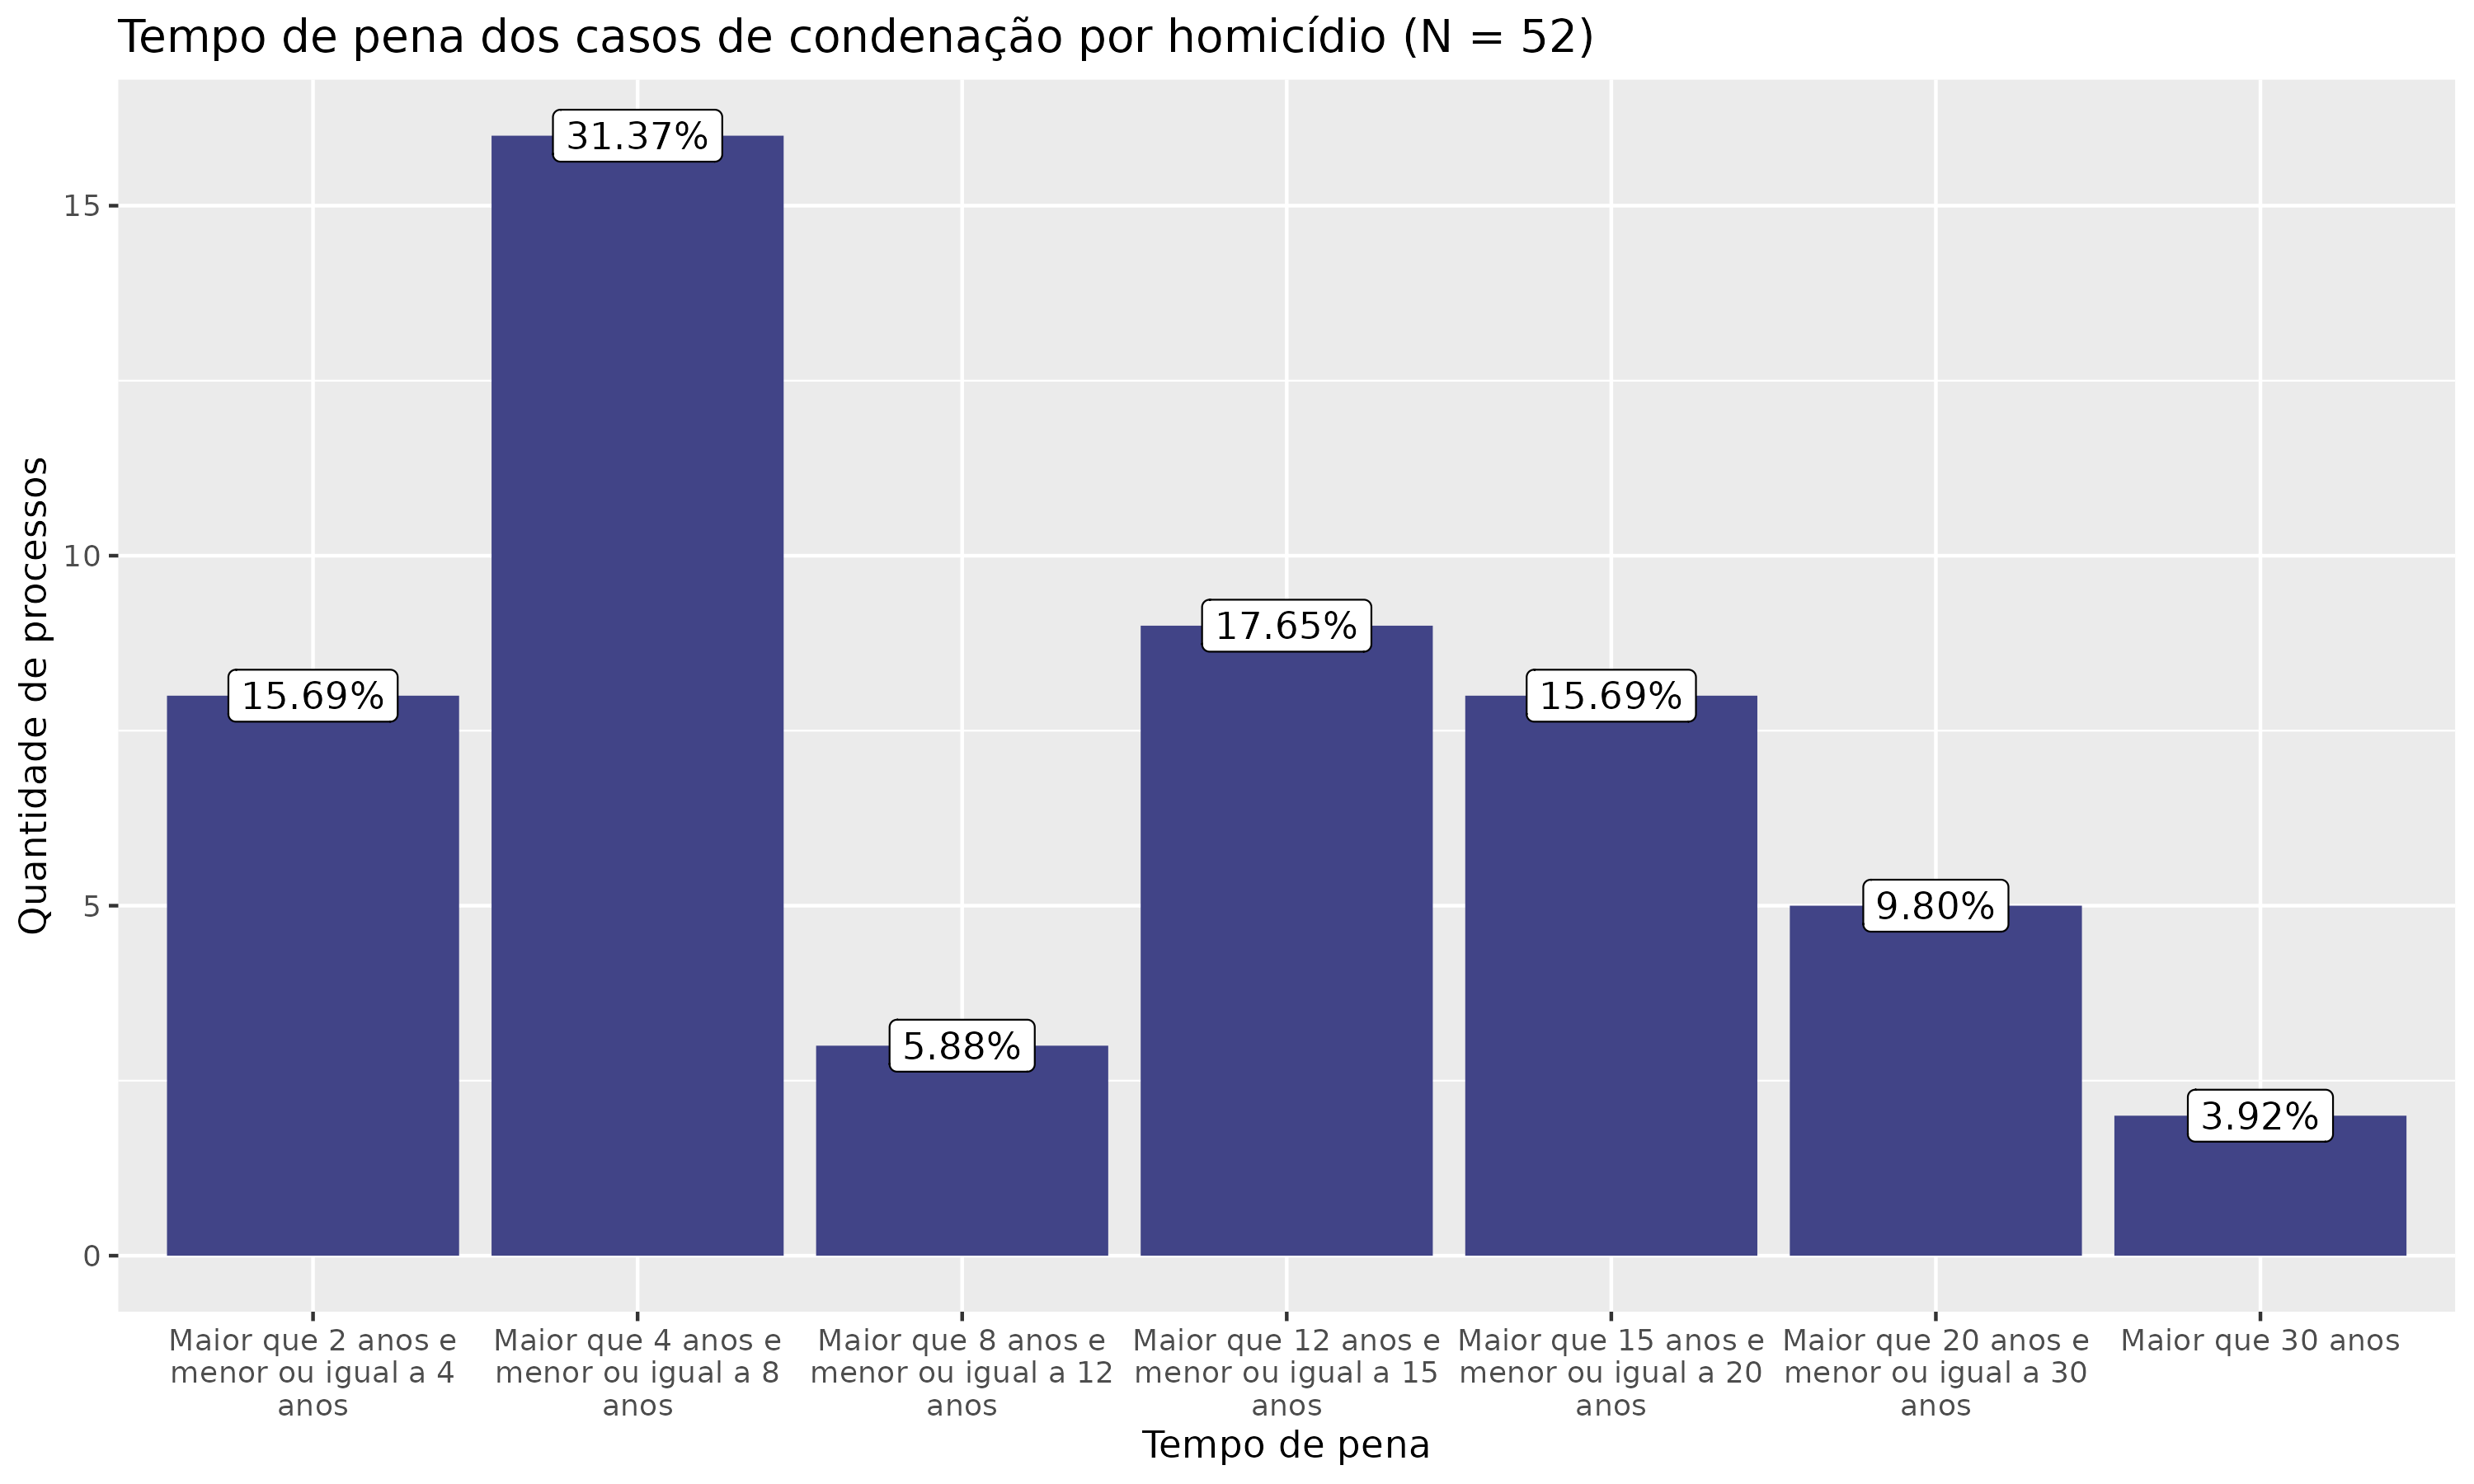 Tempo de pena dos casos de condenação por homicídio (N = 52)
Quantidade de processos
15
10
5
0
15.69%
31.37%
5.88%
17.65%
15.69%
9.80%
3.92%
Maior que 2 anos e
menor ou igual a 4
anos
Maior que 4 anos e
menor ou igual a 8
anos
Maior que 8 anos e
menor ou igual a 12
anos
Maior que 12 anos e
menor ou igual a 15
anos
Maior que 15 anos e
menor ou igual a 20
anos
Maior que 20 anos e
menor ou igual a 30
anos
Maior que 30 anos
Tempo de pena